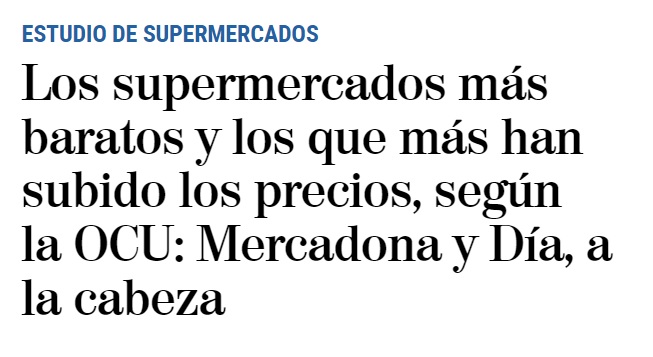 ESTUDIO DE SUPERMERCADOS
Los supermercados más
baratos y los que más han
subido los precios, según
la OCU: Mercadona y Día, a
la cabeza